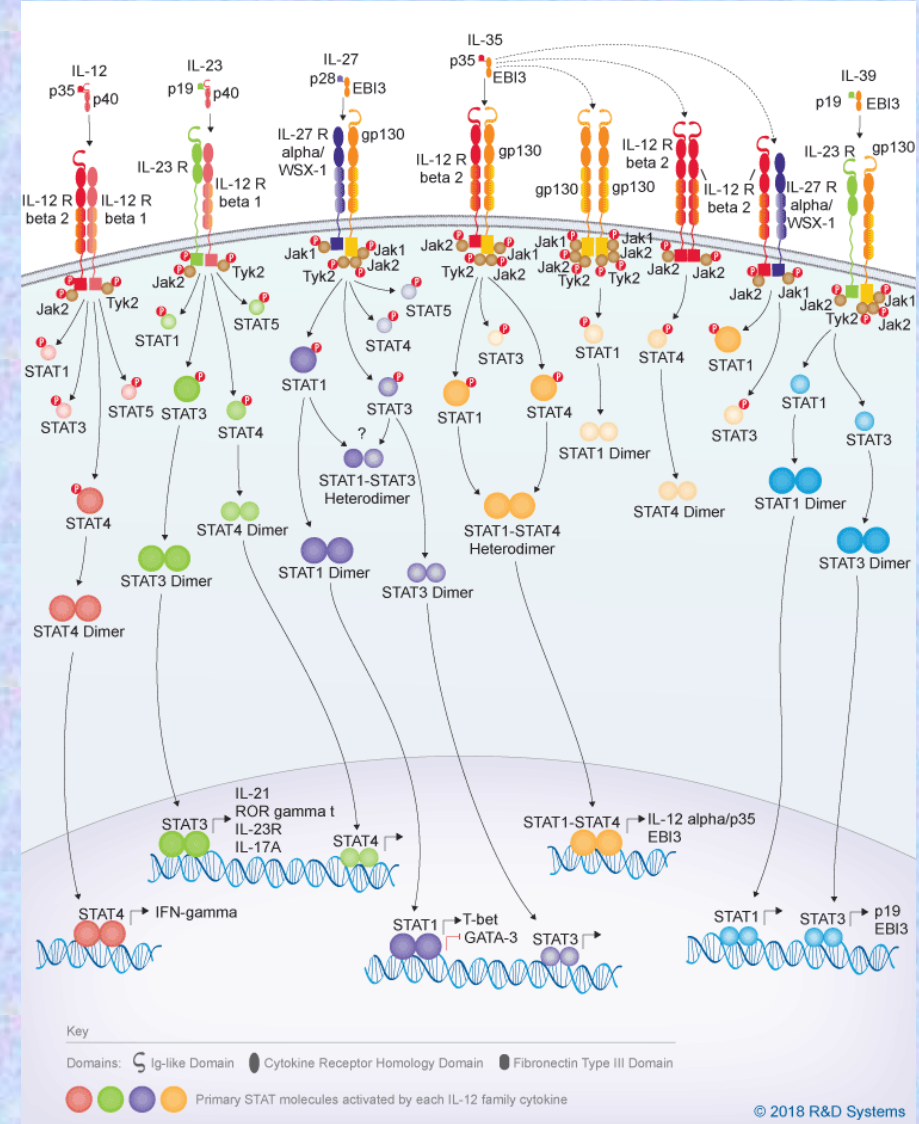 IL-12
p35
p40
IL-23
p19
p40
IL-27
p28
EBI3
IL-35
p35
EBI3
IL-39
p19
EBI3
IL-12 R
beta 2
IL-12 R
beta 1
IL-23 R
IL-12 R
beta 1
IL-27 R
alpha/
WSX-1
gp130
IL-12 R
beta 2
gp130
gp130
gp130
IL-12 R
beta 2
IL-12 R
beta 2
IL-27 R
alpha/
WSX-1
IL-23 R
gp130
P
P
P
Jak2
Tyk2
P
P
P
Jak2
Tyk2
P
P
P
P
Jak1
Tyk2
Jak1
Jak2
P
P
P
P
Jak2
Tyk2
Jak1
Jak2
P
P
P
P
P
P
Jak1
Jak2
Tyk2
Tyk2
Jak1
Jak2
P
P
Jak2
Jak2
P
P
Jak2
Jak1
P
P
P
P
Jak2
Tyk2
Jak1
Jak2
P
STAT1
P
STAT3
P
STAT4
P
STAT5
STAT4 Dimer
P
STAT1
P
STAT3
P
STAT4
P
STAT5
STAT3 Dimer
STAT4 Dimer
P
STAT1
P
STAT3
P
STAT4
P
STAT5
?
STAT1-STAT3
Heterodimer
STAT1 Dimer
STAT3 Dimer
P
STAT1
P
STAT3
P
STAT4
STAT1-STAT4
Heterodimer
P
STAT1
STAT1 Dimer
P
STAT4
STAT4 Dimer
P
STAT1
P
STAT3
STAT1
STAT3
STAT1 Dimer
STAT3 Dimer
STAT3
IL-21
ROR gamma t
IL-23R
IL-17A
STAT4
STAT1-STAT4
IL-12 alpha/p35
EBI3
STAT4
IFN-gamma
STAT1
T-bet
GATA-3
STAT3
STAT1
STAT3
p19
EBI3
Key
Domains:
Ig-like Domain
Cytokine Receptor Homology Domain
Fibronectin Type III Domain
Primary STAT molecules activated by each IL-12 family cytokine
© 2018 R&D Systems